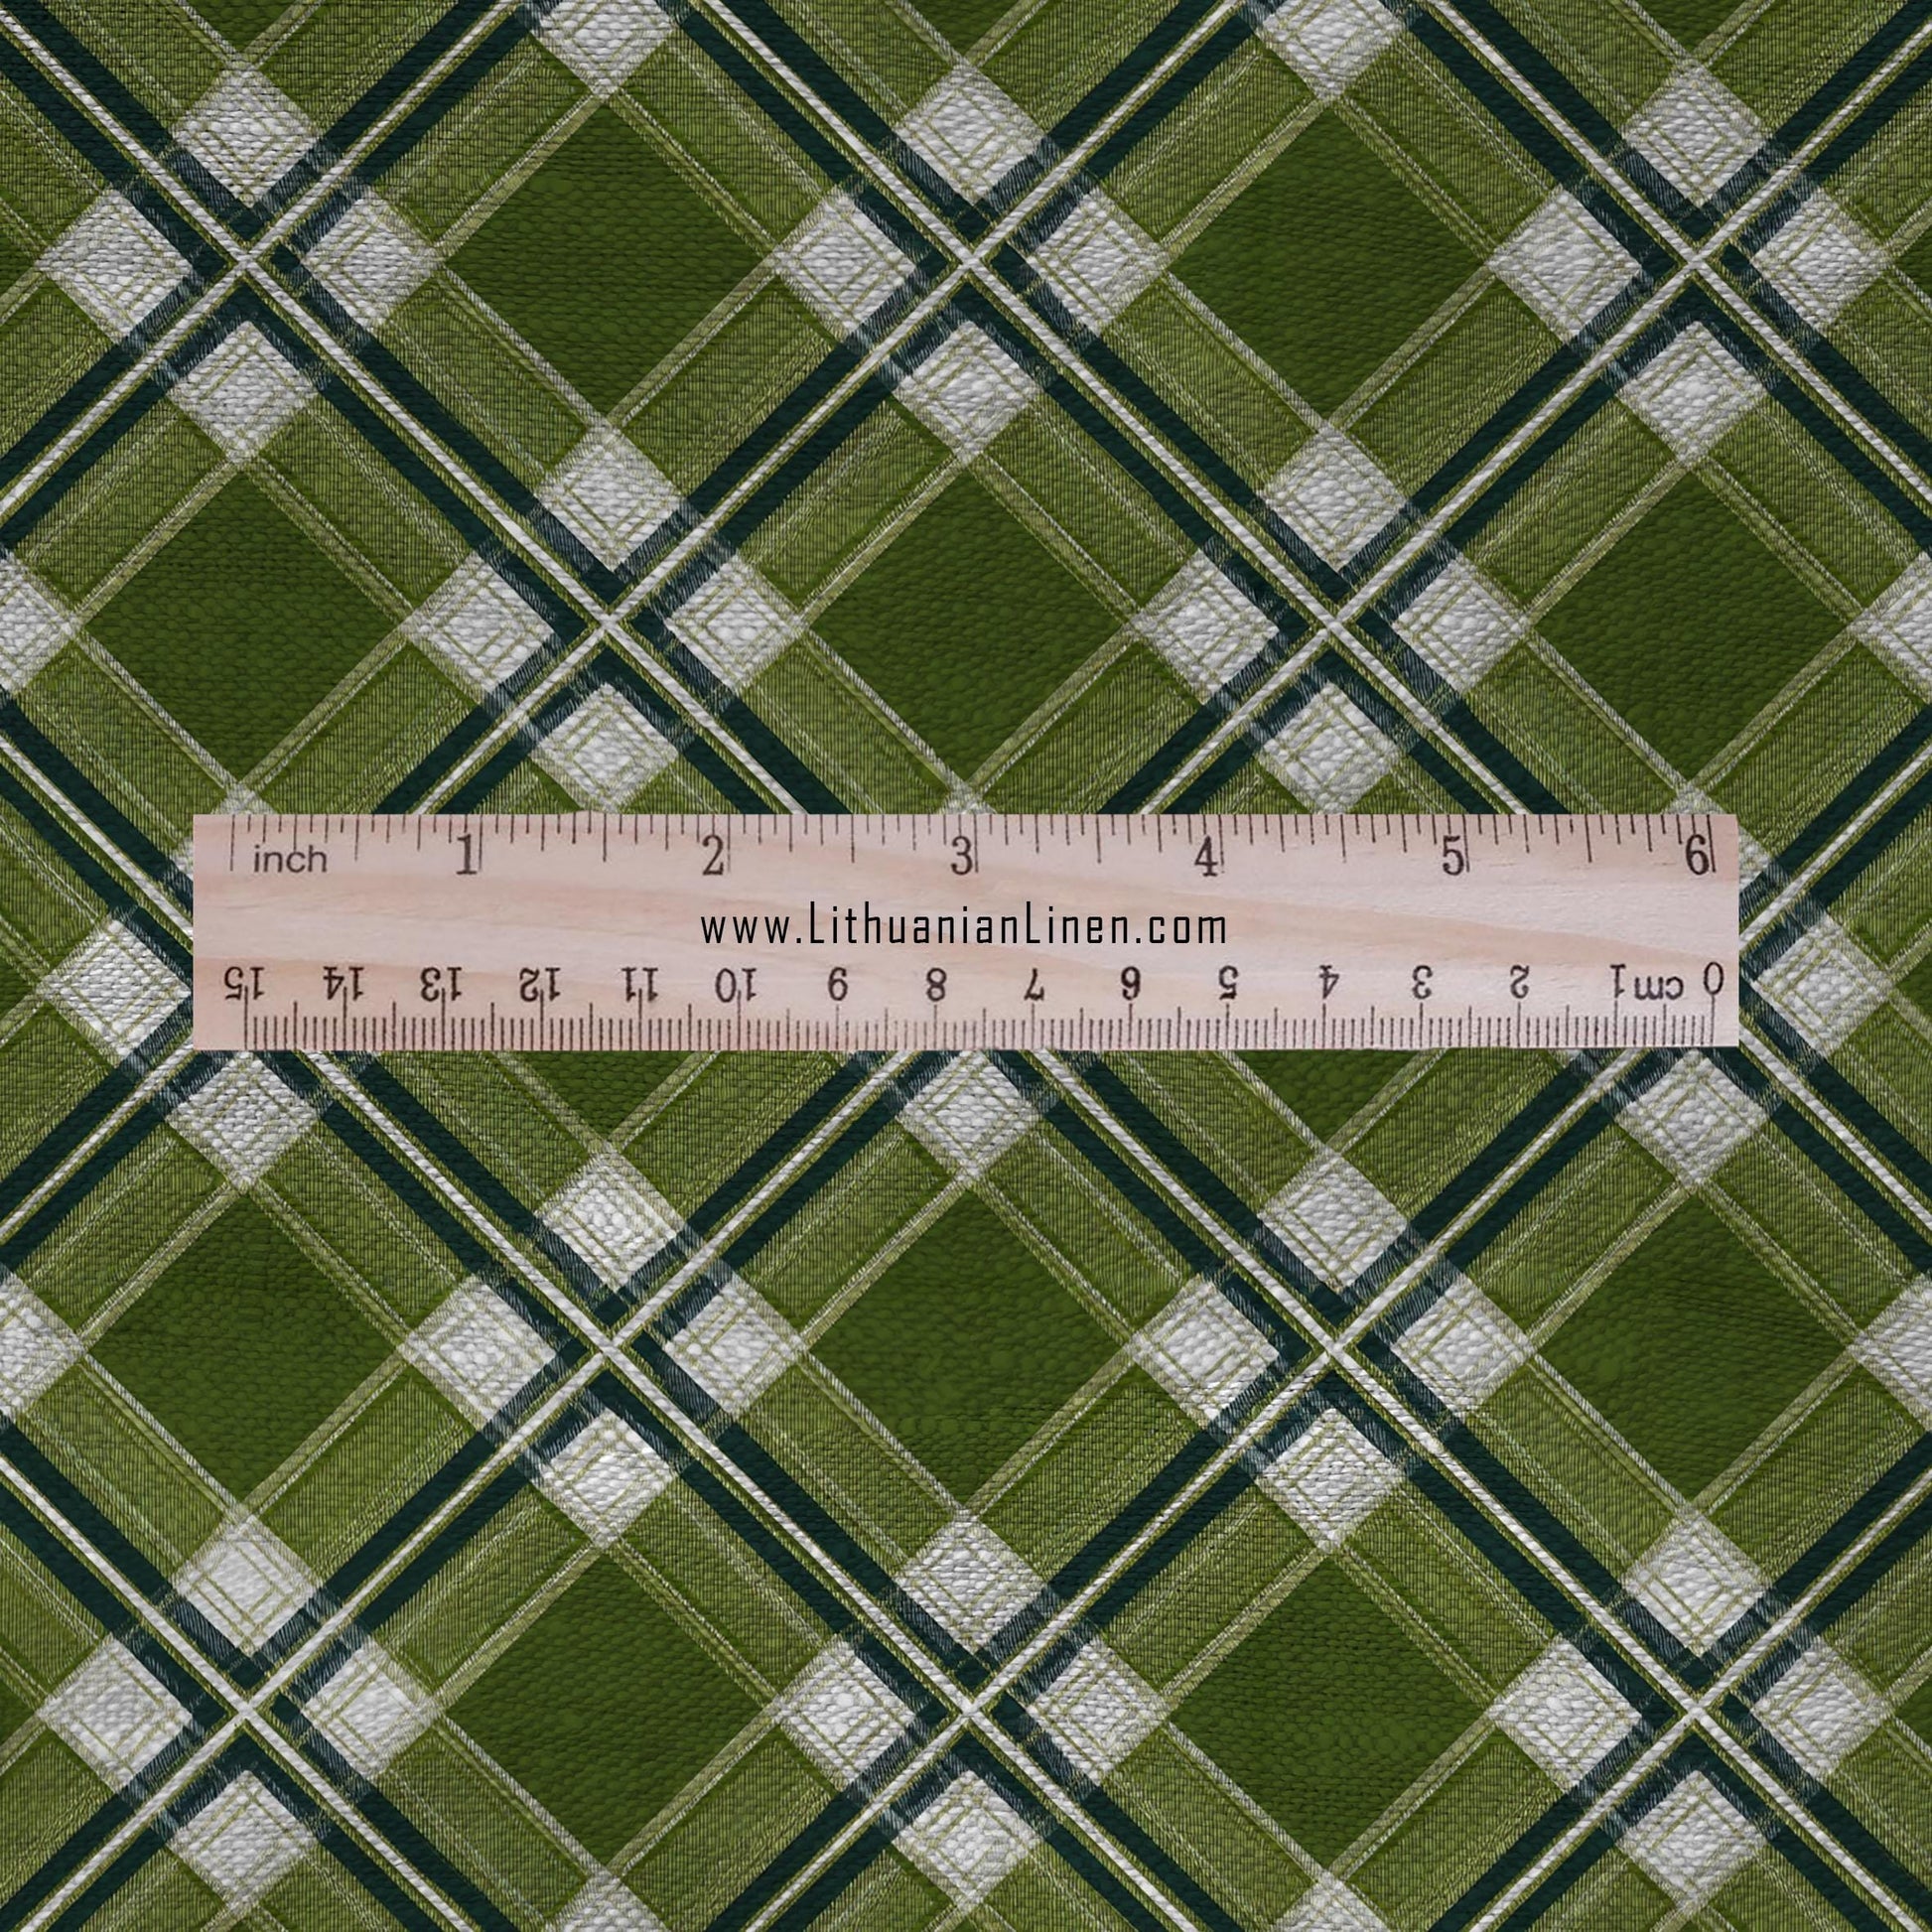 inch 1 2 3 4 5 6
www.LithuanianLinen.com
15 14 13 12 11 10 9 8 7 6 5 4 3 2 1 cm 0